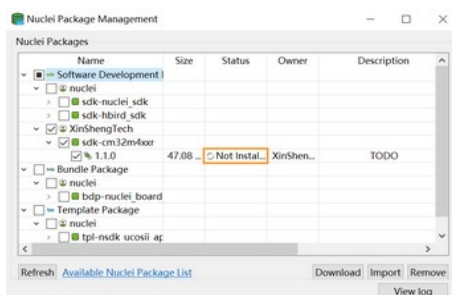 Nuclei Package Management
Nuclei Packages
Name Size Status Owner Description
Software Development I
nuclei
sdk-nuclei_sdk
sdk-hbird_sdk
XinShengTech
sdk-cm32m4xxr
1.1.0 47.08 ... Not Instal... XinShen... TODO
Bundle Package
nuclei
bdp-nuclei_board
Template Package
nuclei
tpl-nsdk_ucosii_ap
Refresh Available Nuclei Package List Download Import Remove
View log